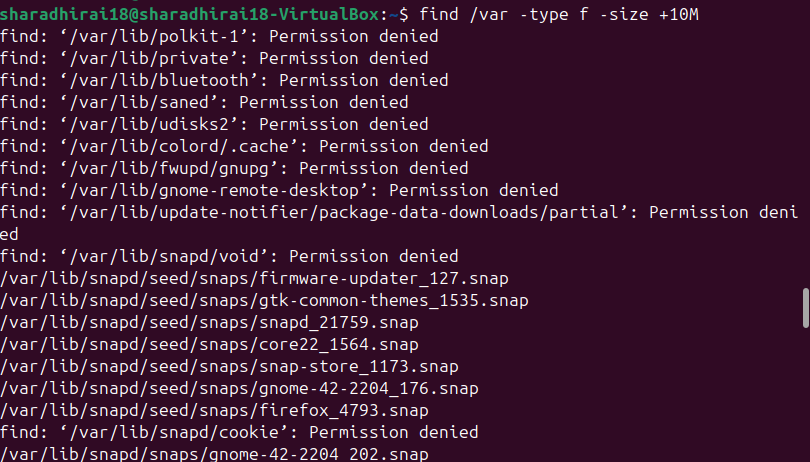 sharadhirai18@sharadhirai18-VirtualBox:~$ find /var -type f -size +10M
find: ‘/var/lib/polkit-1’: Permission denied
find: ‘/var/lib/private’: Permission denied
find: ‘/var/lib/bluetooth’: Permission denied
find: ‘/var/lib/saned’: Permission denied
find: ‘/var/lib/udisks2’: Permission denied
find: ‘/var/lib/colord/.cache’: Permission denied
find: ‘/var/lib/fwupd/gnupg’: Permission denied
find: ‘/var/lib/gnome-remote-desktop’: Permission denied
find: ‘/var/lib/update-notifier/package-data-downloads/partial’: Permission deni
ed
find: ‘/var/lib/snapd/void’: Permission denied
/var/lib/snapd/seed/snaps/firmware-updater_127.snap
/var/lib/snapd/seed/snaps/gtk-common-themes_1535.snap
/var/lib/snapd/seed/snaps/snapd_21759.snap
/var/lib/snapd/seed/snaps/core22_1564.snap
/var/lib/snapd/seed/snaps/snap-store_1173.snap
/var/lib/snapd/seed/snaps/gnome-42-2204_176.snap
/var/lib/snapd/seed/snaps/firefox_4793.snap
find: ‘/var/lib/snapd/cookie’: Permission denied
/var/lib/snapd/snaps/gnome-42-2204_202.snap